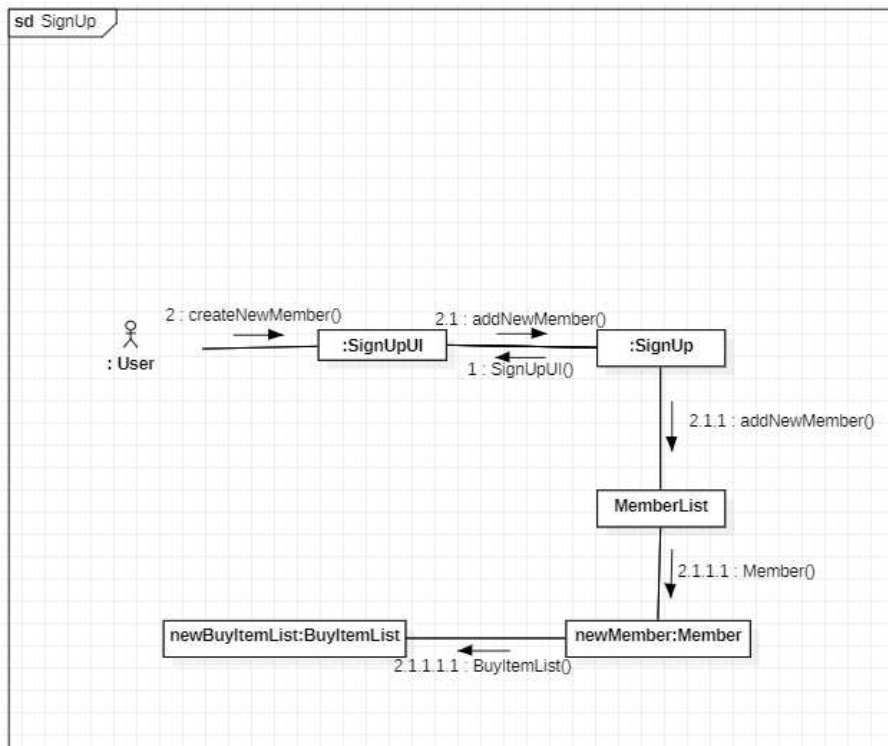 sd SignUp
2 : createNewMember()
2.1 : addNewMember()
: User
:SignUpUI
:SignUp
1 : SignUpUI()
2.1.1 : addNewMember()
MemberList
2.1.1.1 : Member()
newBuyItemList:BuyItemList
newMember:Member
2.1.1.1.1 : BuyItemList()